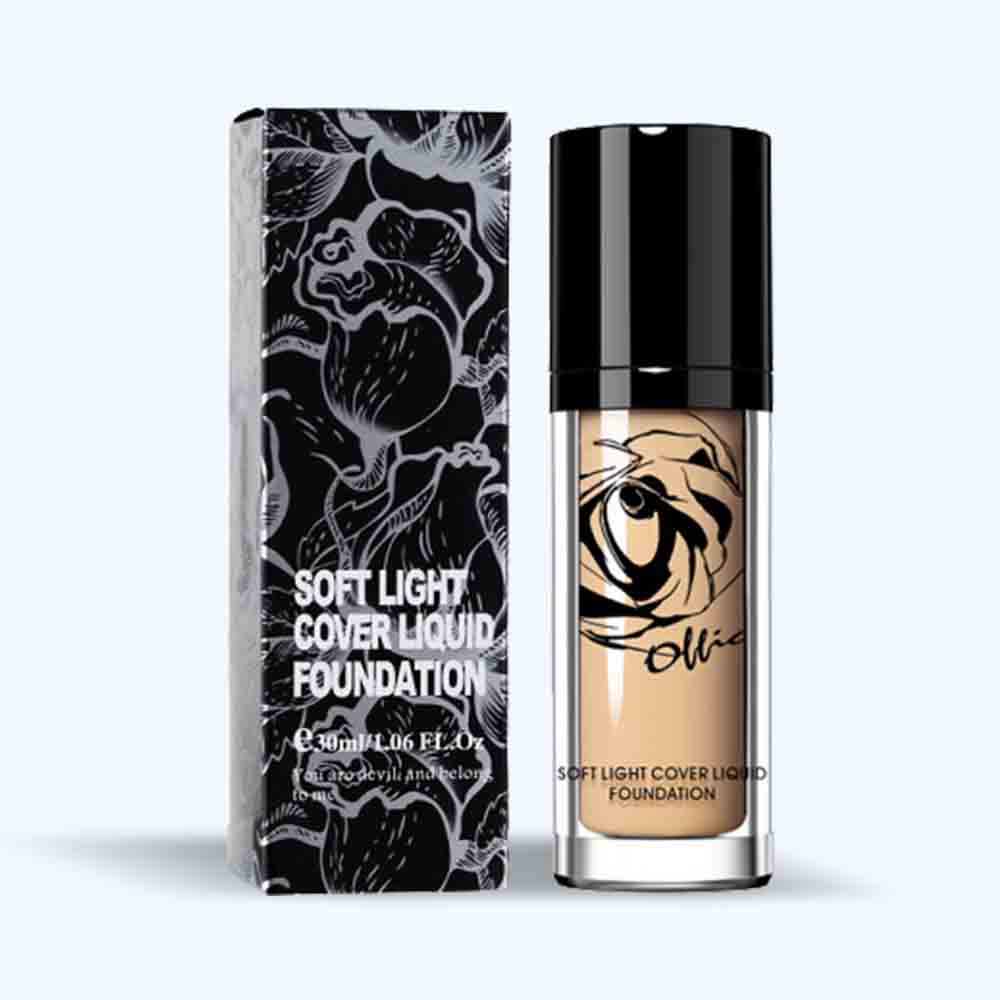 SOFT LIGHT
COVER LIQUID
FOUNDATION
℮30ml/1.06 FL.Oz
You are devil, and belong
to me
Ollic
SOFT LIGHT COVER LIQUID
FOUNDATION